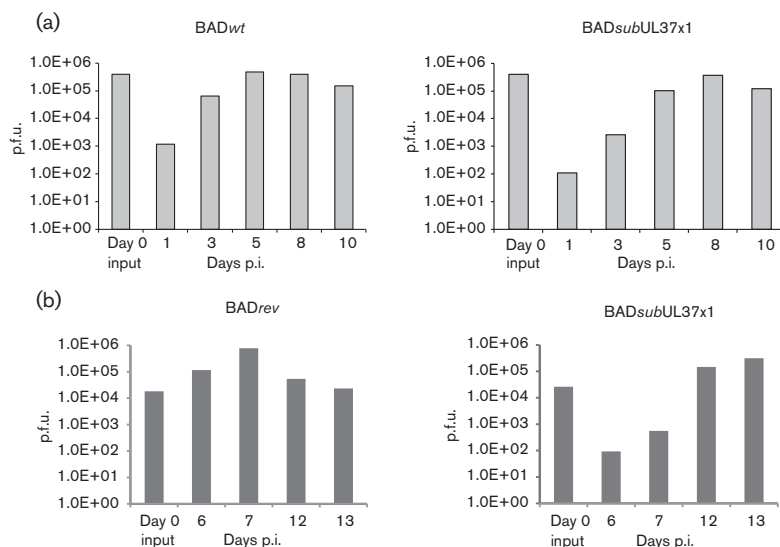 (a)
BADwt
1.0E+06
1.0E+05
1.0E+04
1.0E+03
1.0E+02
1.0E+01
1.0E+00
p.f.u.
Day 0 input
1
3
5
8
10
Days p.i.
BADsubUL37x1
1.0E+06
1.0E+05
1.0E+04
1.0E+03
1.0E+02
1.0E+01
1.0E+00
p.f.u.
Day 0 input
1
3
5
8
10
Days p.i.
(b)
BADrev
1.0E+06
1.0E+05
1.0E+04
1.0E+03
1.0E+02
1.0E+01
1.0E+00
p.f.u.
Day 0 input
6
7
12
13
Days p.i.
BADsubUL37x1
1.0E+06
1.0E+05
1.0E+04
1.0E+03
1.0E+02
1.0E+01
1.0E+00
p.f.u.
Day 0 input
6
7
12
13
Days p.i.